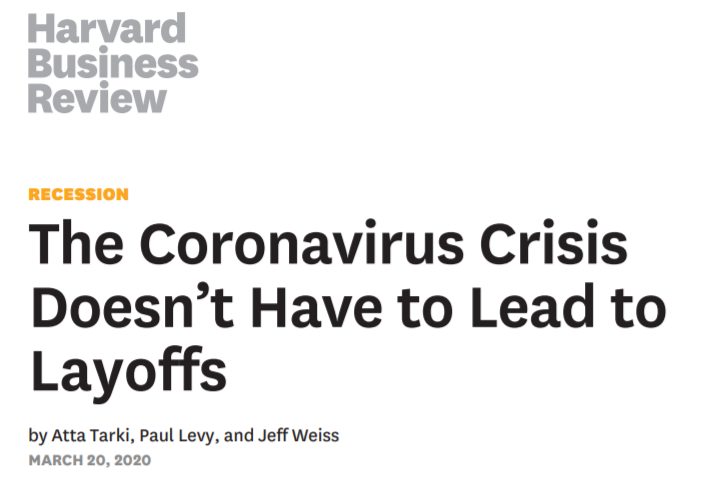 Harvard
Business
Review
RECESSION
The Coronavirus Crisis
Doesn’t Have to Lead to
Layoffs
by Atta Tarki, Paul Levy, and Jeff Weiss
MARCH 20, 2020